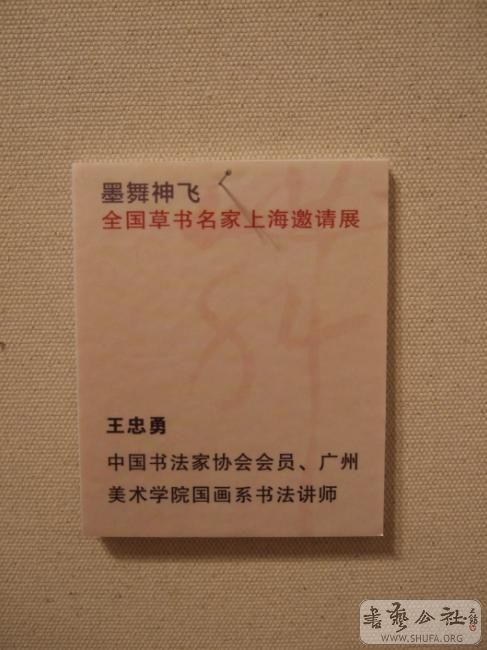 墨舞神飞
全国草书名家上海邀请展
王忠勇
中国书法家协会会员、广州
美术学院国画系书法讲师
書藝公社
WWW.SHUFA.ORG